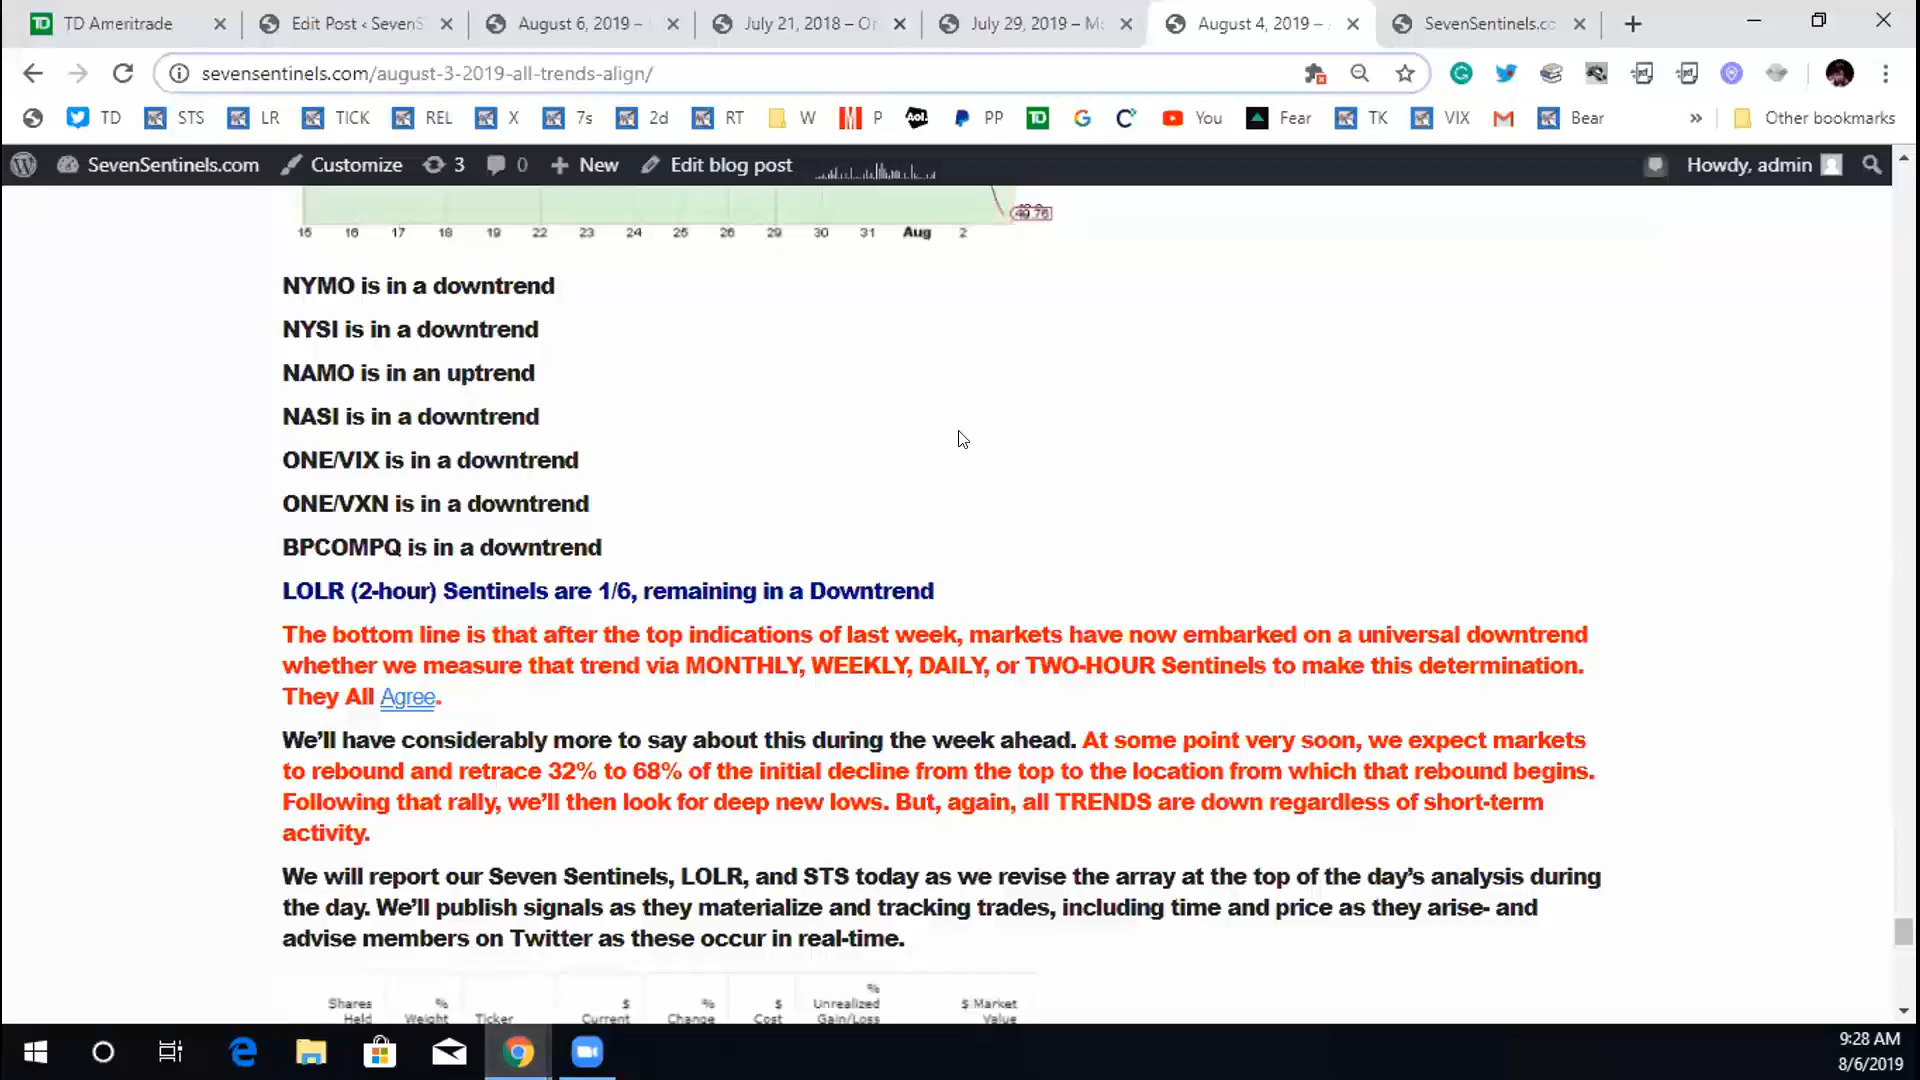 TD Ameritrade
Edit Post ‹ SevenS
August 6, 2019 –
July 21, 2018 – O
July 29, 2019 – M
August 4, 2019 –
SevenSentinels.co
sevensentinels.com/august-3-2019-all-trends-align/
TD STS LR TICK REL X 7s 2d RT W P Aol. PP TD G You Fear TK VIX Bear » Other bookmarks
SevenSentinels.com Customize 3 0 + New Edit blog post Howdy, admin
49.76
15 16 17 18 19 22 23 24 25 26 29 30 31 Aug 2
NYMO is in a downtrend
NYSI is in a downtrend
NAMO is in an uptrend
NASI is in a downtrend
ONE/VIX is in a downtrend
ONE/VXN is in a downtrend
BPCOMPQ is in a downtrend
LOLR (2-hour) Sentinels are 1/6, remaining in a Downtrend
The bottom line is that after the top indications of last week, markets have now embarked on a universal downtrend
whether we measure that trend via MONTHLY, WEEKLY, DAILY, or TWO-HOUR Sentinels to make this determination.
They All Agree.
We’ll have considerably more to say about this during the week ahead. At some point very soon, we expect markets
to rebound and retrace 32% to 68% of the initial decline from the top to the location from which that rebound begins.
Following that rally, we’ll then look for deep new lows. But, again, all TRENDS are down regardless of short-term
activity.
We will report our Seven Sentinels, LOLR, and STS today as we revise the array at the top of the day’s analysis during
the day. We’ll publish signals as they materialize and tracking trades, including time and price as they arise- and
advise members on Twitter as these occur in real-time.
%
Shares % $ % $ Unrealized $ Market
Held Weight Ticker Current Change Cost Gain/Loss Value
9:28 AM
8/6/2019